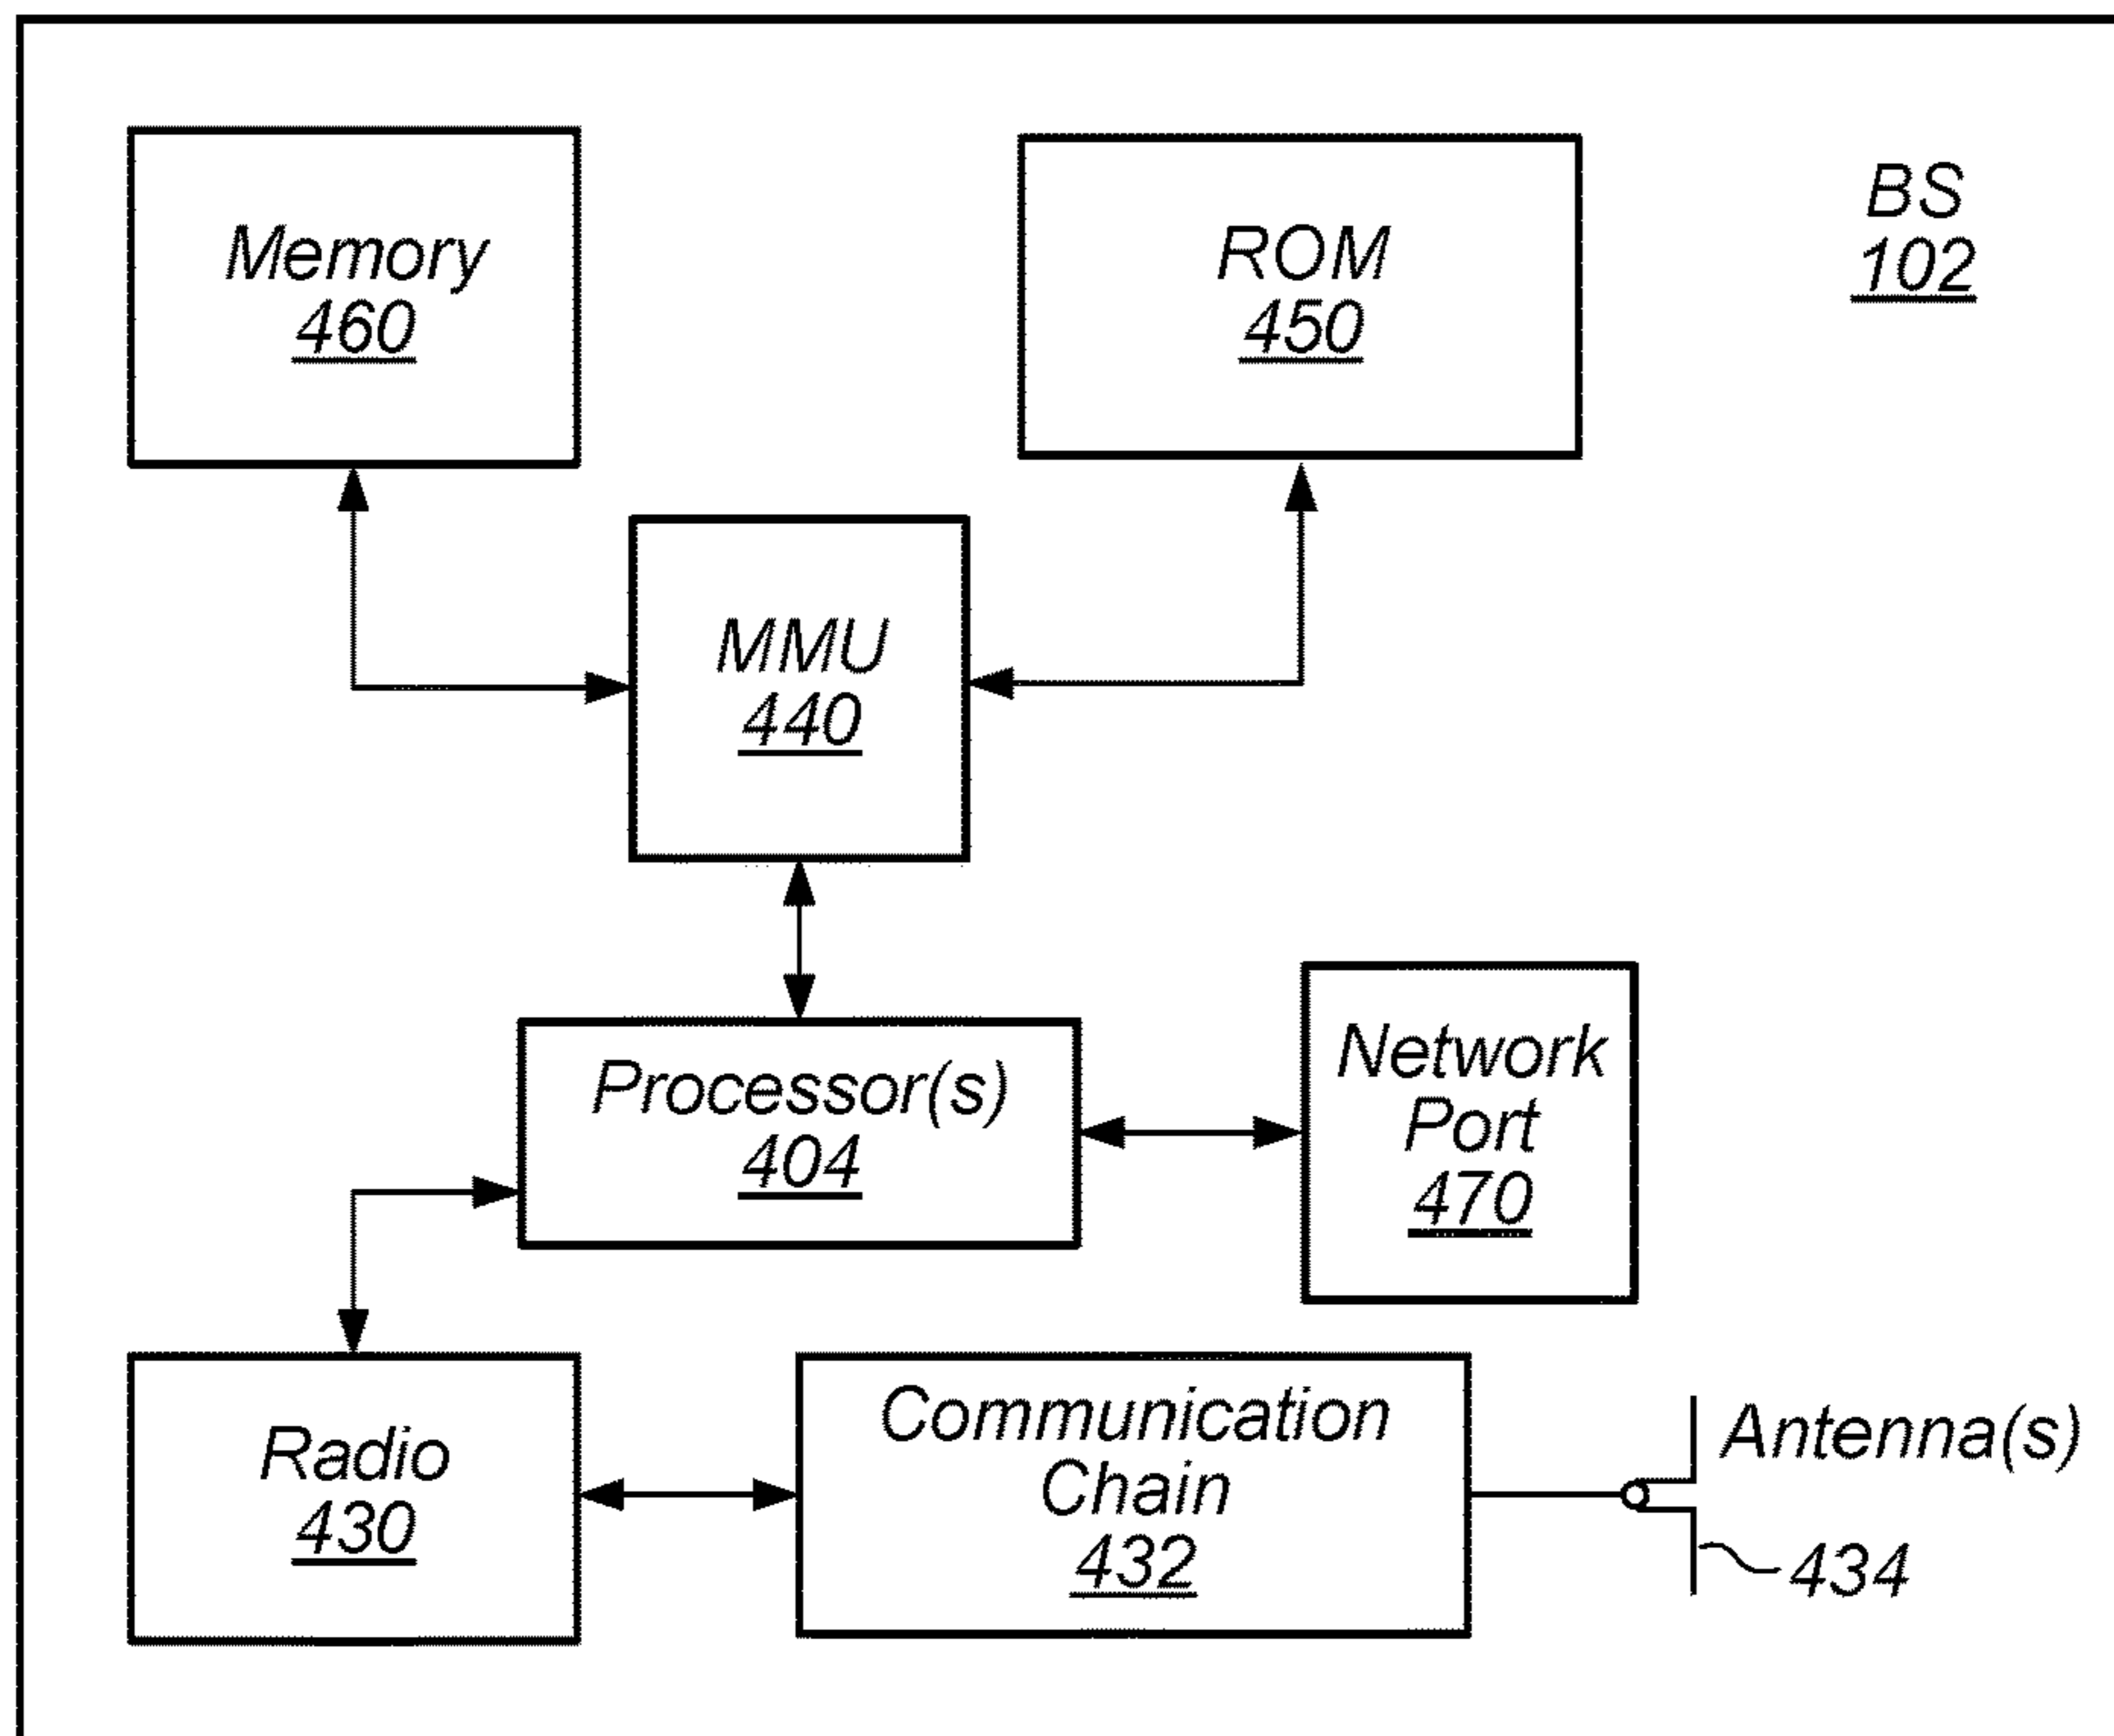 Memory
460
ROM
450
BS
102
MMU
440
Processor(s)
404
Network
Port
470
Radio
430
Communication
Chain
432
Antenna(s)
434